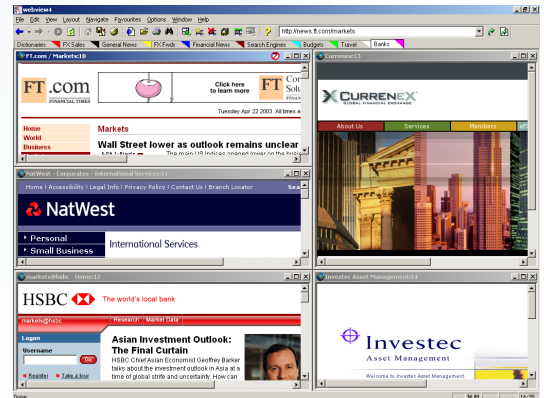 webview4
File Edit View Layout Navigate Favourites Options Window Help
http://news.ft.com/markets
Dictionaries FX Sales General News FX Fwds Financial News Search Engines Budgets Travel Banks
FT.com / Markets:10
FT.com
FINANCIAL TIMES
Click here
to learn more
FT
FINANCIAL TIMES
Tuesday Apr 22 2003. All times
Home
World
Business
Markets
Wall Street lower as outlook remains unclear
The main US indices opened lower on the
NatWest - Corporates - International Services:11
Home | Accessibility | Legal Info | Privacy Policy | Contact Us | Branch Locator
NatWest
Personal
Small Business
International Services
markets@hsbc - Home:12
HSBC
The world's local bank
markets@hsbc
Research Market Data
Logon
Username
Go
Register Take a tour
Asian Investment Outlook:
The Final Curtain
HSBC Chief Asian Economist Geoffrey Barker
talks about the investment outlook in Asia at a
time of global strife and uncertainty. How can
Currenex:13
CURRENEX
GLOBAL FINANCIAL EXCHANGE
About Us Services Members
Investec Asset Management:14
Investec
Asset Management
Welcome to Investec Asset Management.
Done
NUM
16:35